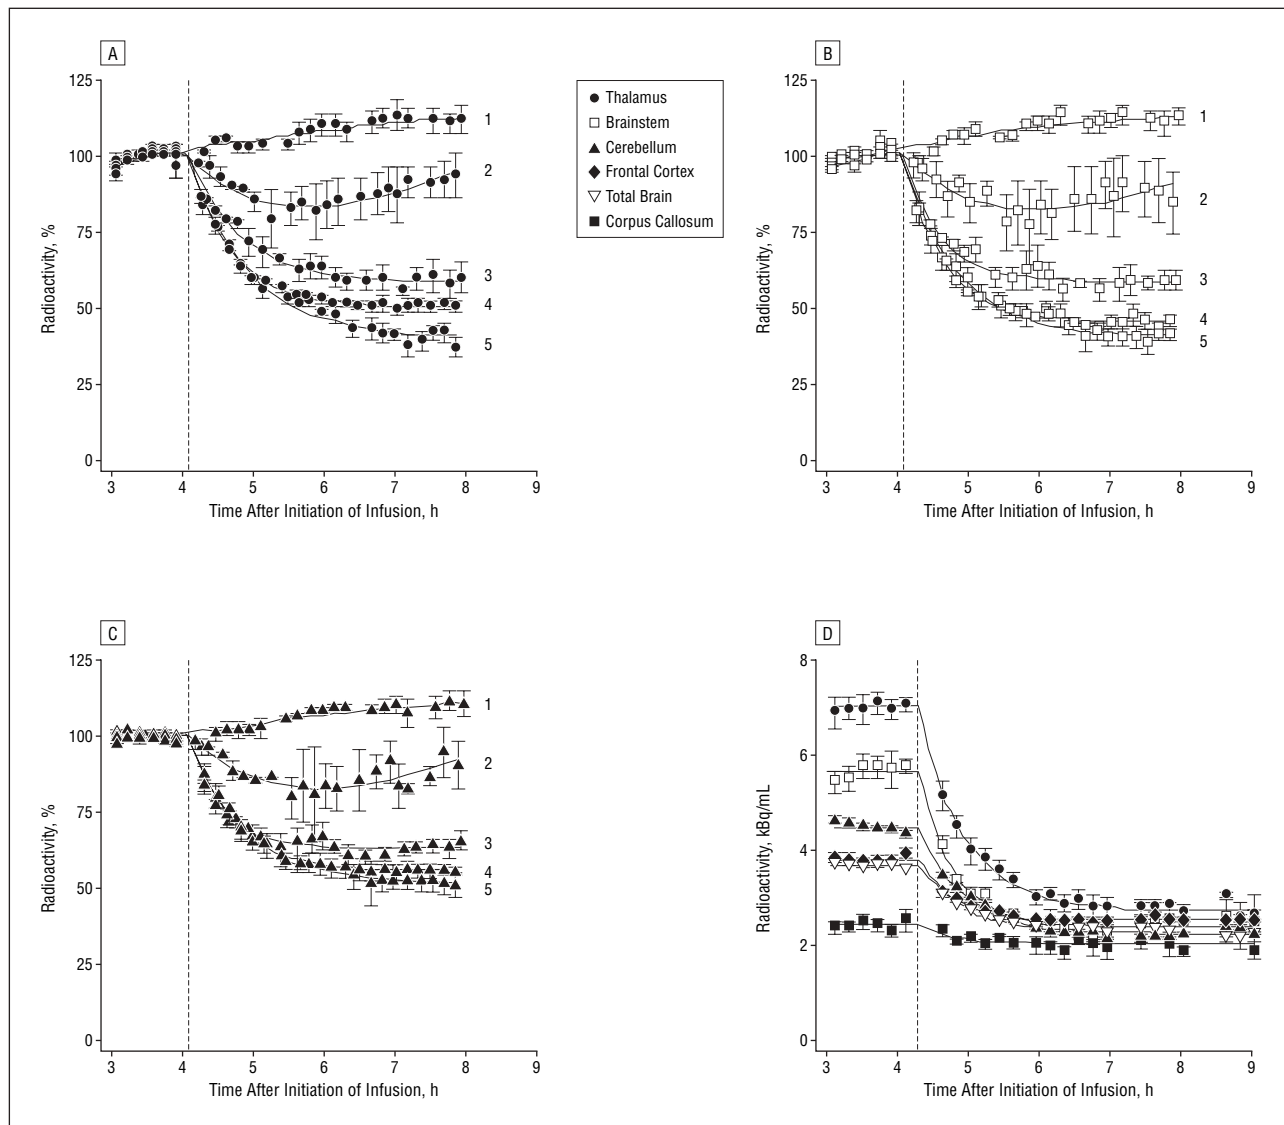 A
125
100
75
50
25
0
Radioactivity, %
1
2
3
4
5
3 4 5 6 7 8 9
Time After Initiation of Infusion, h
Thalamus
Brainstem
Cerebellum
Frontal Cortex
Total Brain
Corpus Callosum
B
125
100
75
50
25
0
Radioactivity, %
1
2
3
4
5
3 4 5 6 7 8 9
Time After Initiation of Infusion, h
C
125
100
75
50
25
0
Radioactivity, %
1
2
3
4
5
3 4 5 6 7 8 9
Time After Initiation of Infusion, h
D
8
6
4
2
0
Radioactivity, kBq/mL
3 4 5 6 7 8 9
Time After Initiation of Infusion, h